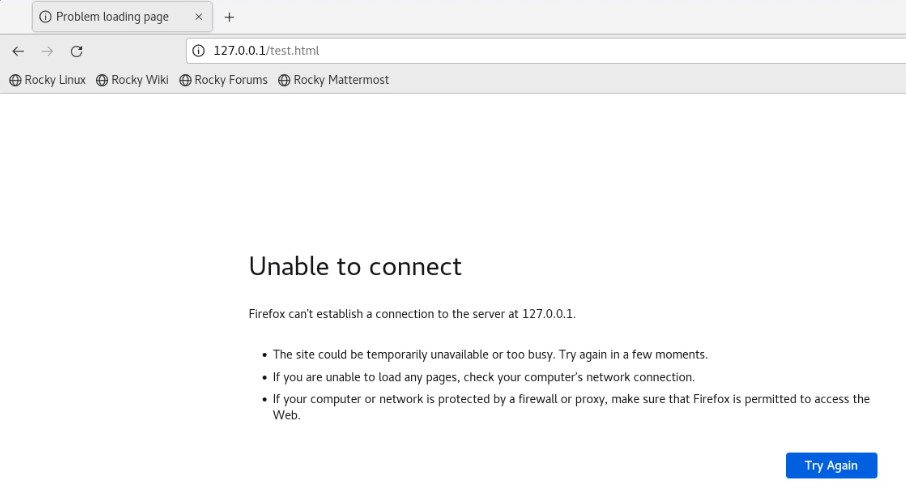 Problem loading page
127.0.0.1/test.html
Rocky Linux Rocky Wiki Rocky Forums Rocky Mattermost
Unable to connect
Firefox can't establish a connection to the server at 127.0.0.1.
• The site could be temporarily unavailable or too busy. Try again in a few moments.
• If you are unable to load any pages, check your computer's network connection.
• If your computer or network is protected by a firewall or proxy, make sure that Firefox is permitted to access the
Web.
Try Again